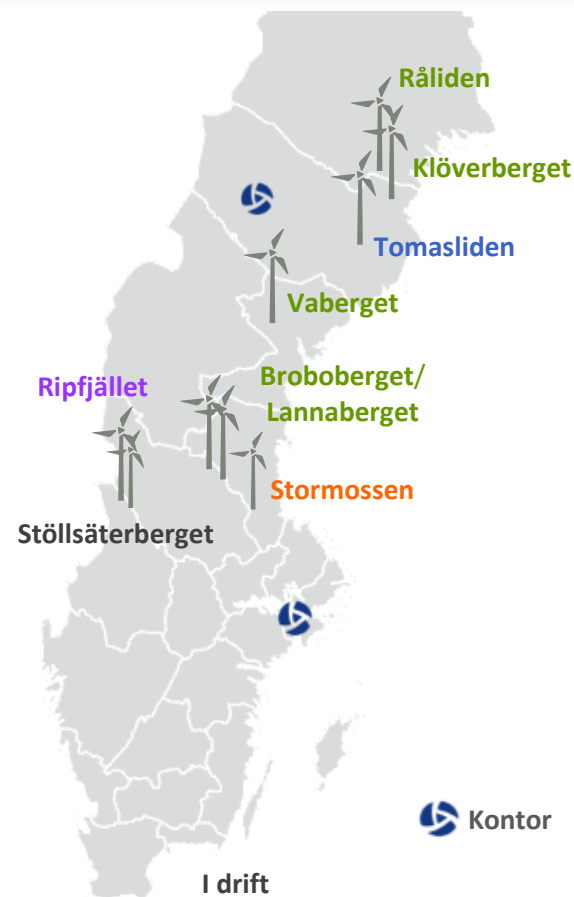 Råliden
Klöverberget
Tomasliden
Vaberget
Broboberget/
Lannaberget
Ripfjället
Stormossen
Stöllsäterberget
Kontor
I drift